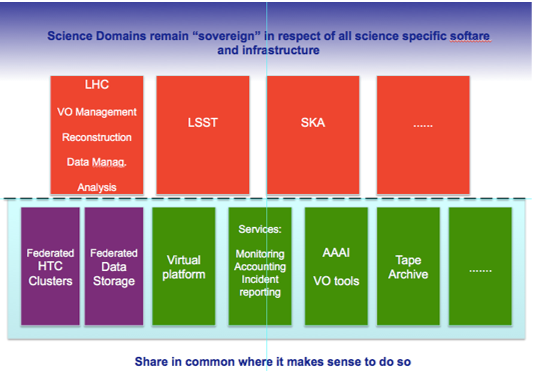 Science Domains remain “sovereign” in respect of all science specific softare
and infrastructure
LHC
VO Management
Reconstruction
Data Manag.
Analysis
LSST
SKA
......
Federated
HTC
Clusters
Federated
Data
Storage
Virtual
platform
Services:
Monitoring
Accounting
Incident
reporting
AAAI
VO tools
Tape
Archive
.......
Share in common where it makes sense to do so